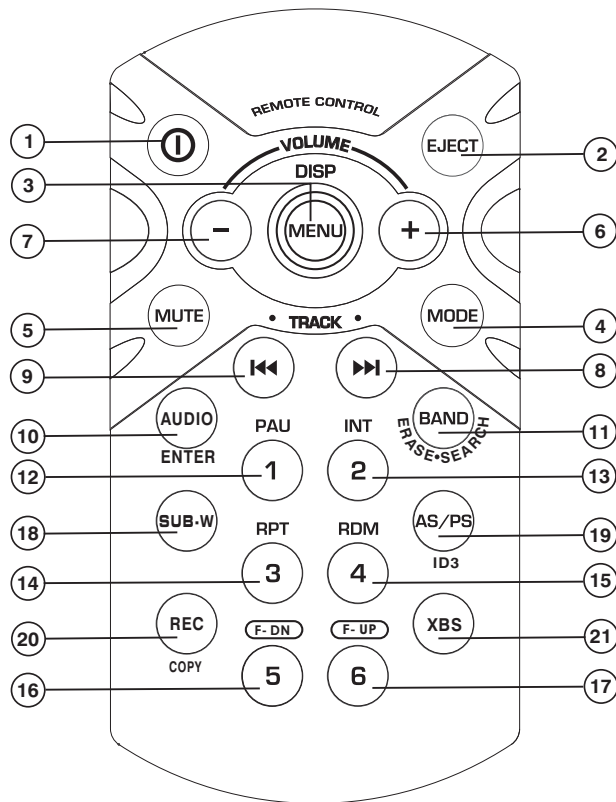 REMOTE CONTROL
VOLUME
1
EJECT
2
DISP
3
MENU
-
+
7
6
MUTE
MODE
5
4
• TRACK •
9
8
AUDIO
BAND
10
11
ENTER
ERASE•SEARCH
PAU
INT
1
2
12
13
SUB-W
AS/PS
18
19
ID3
RPT
RDM
3
4
14
15
REC
XBS
20
21
COPY
F- DN
F- UP
5
6
16
17